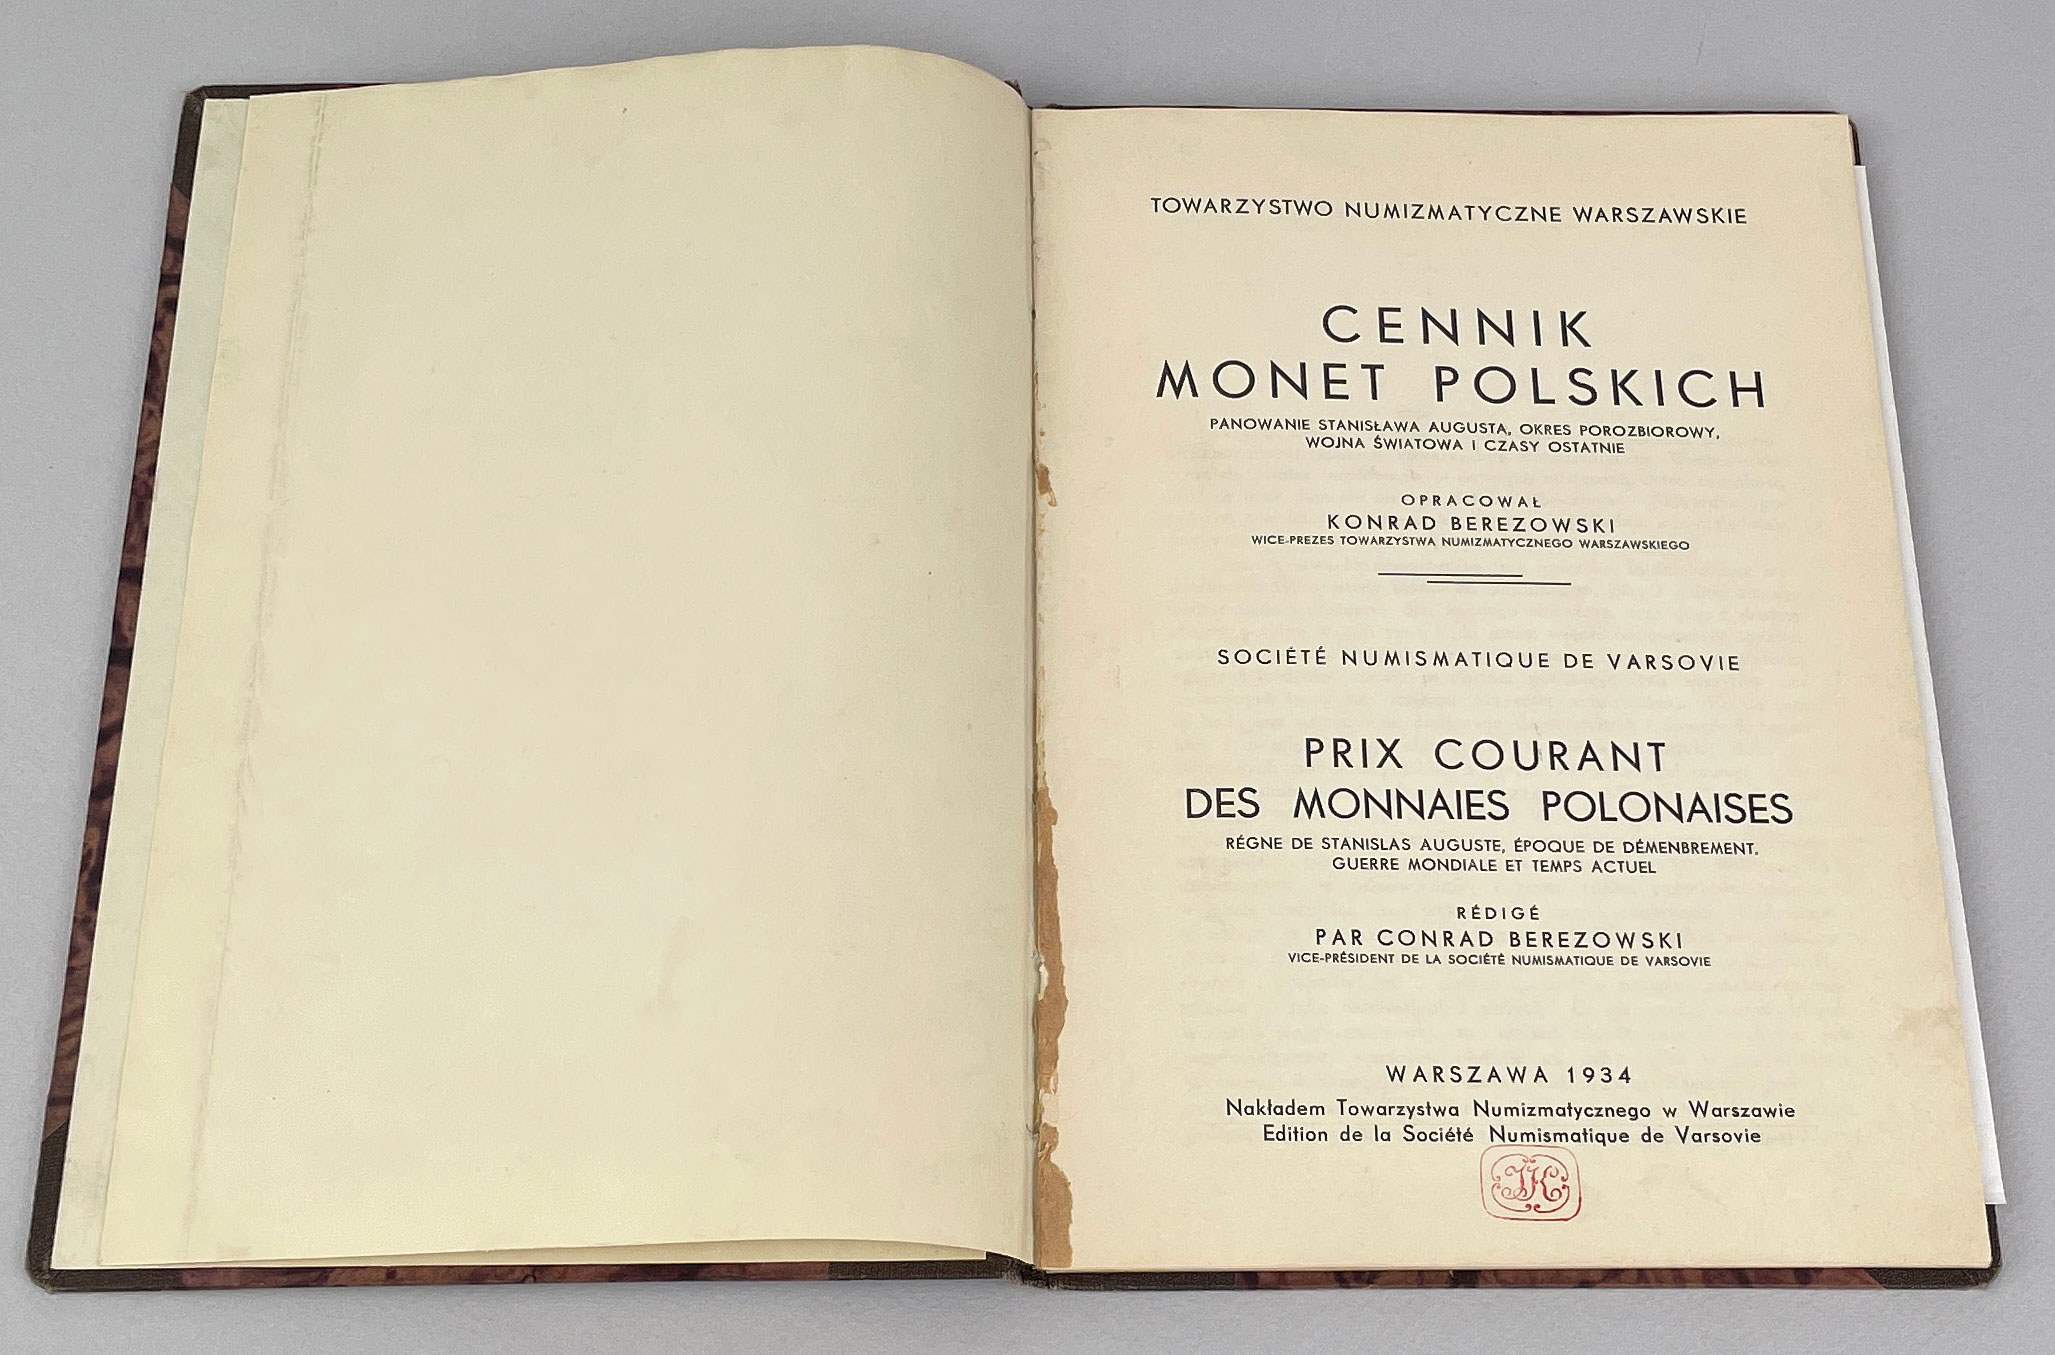 TOWARZYSTWO NUMIZMATYCZNE WARSZAWSKIE
CENNIK
MONET POLSKICH
PANOWANIE STANISŁAWA AUGUSTA, OKRES POROZBIOROWY,
WOJNA ŚWIATOWA I CZASY OSTATNIE
OPRACOWAŁ
KONRAD BEREZOWSKI
WICE-PREZES TOWARZYSTWA NUMIZMATYCZNEGO WARSZAWSKIEGO
SOCIÉTÉ NUMISMATIQUE DE VARSOVIE
PRIX COURANT
DES MONNAIES POLONAISES
RÉGNE DE STANISLAS AUGUSTE, ÉPOQUE DE DÉMENBREMENT,
GUERRE MONDIALE ET TEMPS ACTUEL
RÉDIGÉ
PAR CONRAD BEREZOWSKI
VICE-PRÉSIDENT DE LA SOCIÉTÉ NUMISMATIQUE DE VARSOVIE
WARSZAWA 1934
Nakładem Towarzystwa Numizmatycznego w Warszawie
Edition de la Société Numismatique de Varsovie